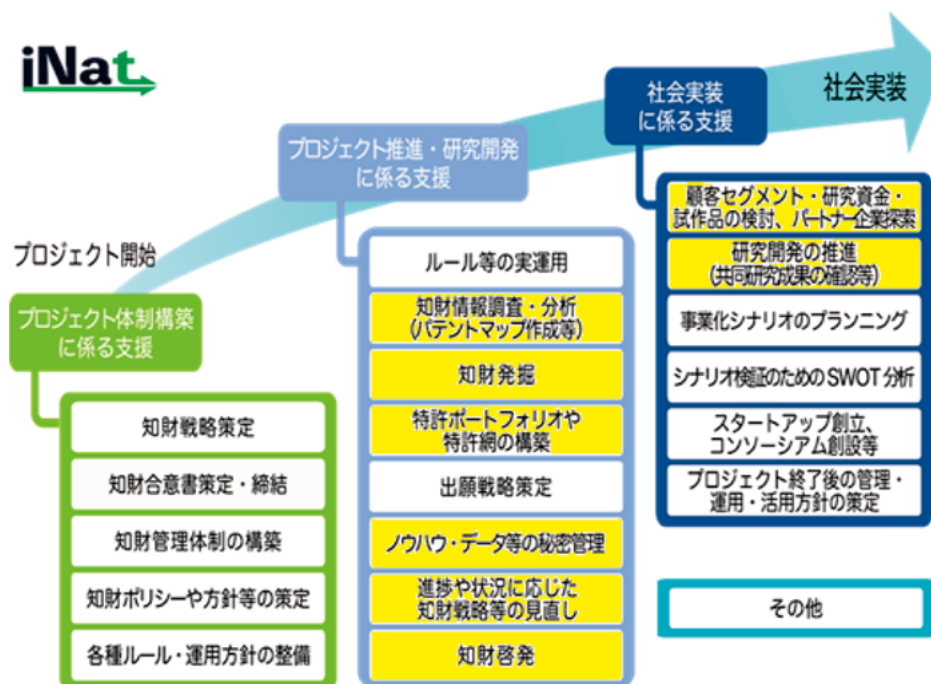 iNat
社会実装
社会実装
に係る支援
プロジェクト推進・研究開発
に係る支援
プロジェクト開始
プロジェクト体制構築
に係る支援
知財戦略策定
知財合意書策定・締結
知財管理体制の構築
知財ポリシーや方針等の策定
各種ルール・運用方針の整備
ルール等の実運用
知財情報調査・分析
(パテントマップ作成等)
知財発掘
特許ポートフォリオや
特許網の構築
出願戦略策定
ノウハウ・データ等の秘密管理
進捗や状況に応じた
知財戦略等の見直し
知財啓発
顧客セグメント・研究資金・
試作品の検討、パートナー企業探索
研究開発の推進
(共同研究成果の確認等)
事業化シナリオのプランニング
シナリオ検証のためのSWOT分析
スタートアップ創立、
コンソーシアム創設等
プロジェクト終了後の管理・
運用・活用方針の策定
その他